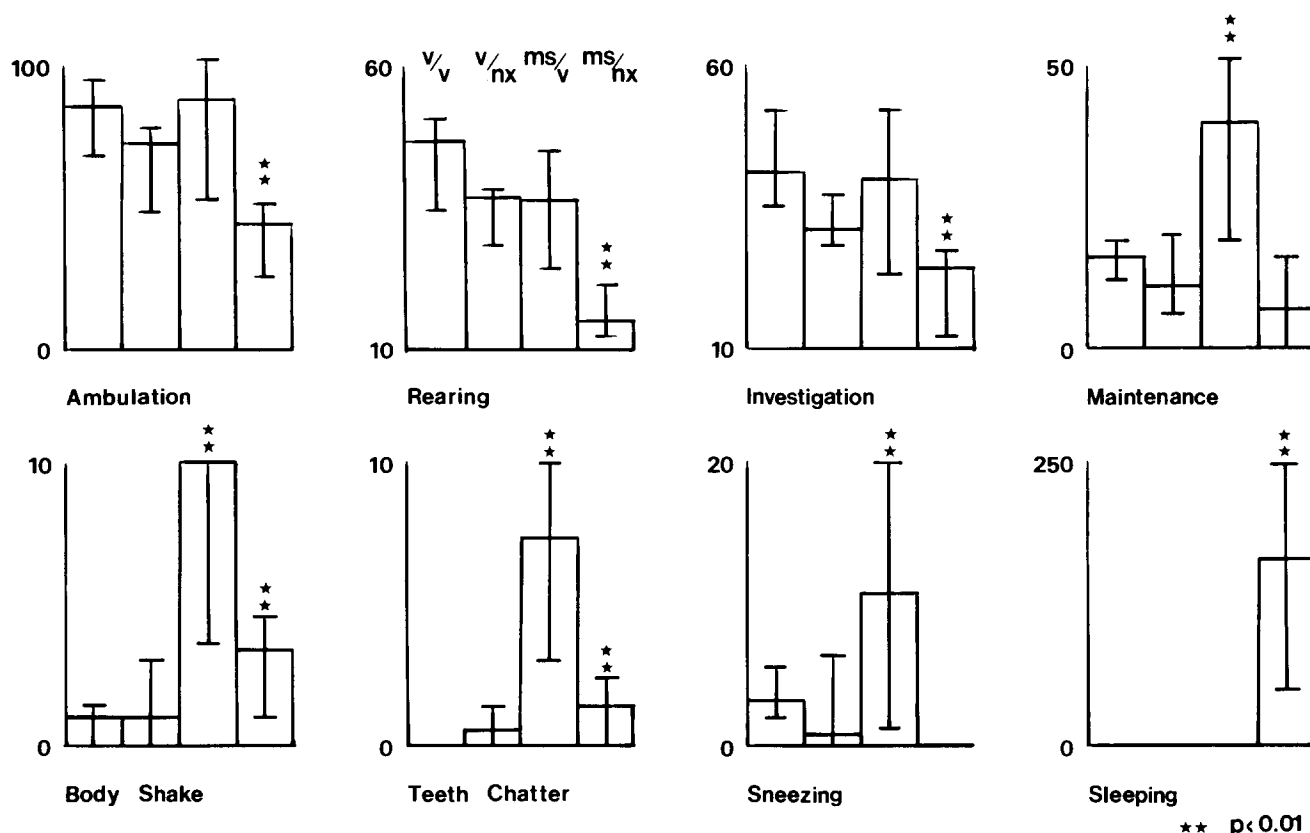 100
0
Ambulation
60
v/v v/nx ms/v ms/nx
★★
10
Rearing
60
★★
10
Investigation
50
★★
0
Maintenance
★★
10
★★
★★
0
Body Shake
10
★★
★★
0
Teeth Chatter
20
★★
0
Sneezing
250
★★
0
Sleeping
★★ p<0.01